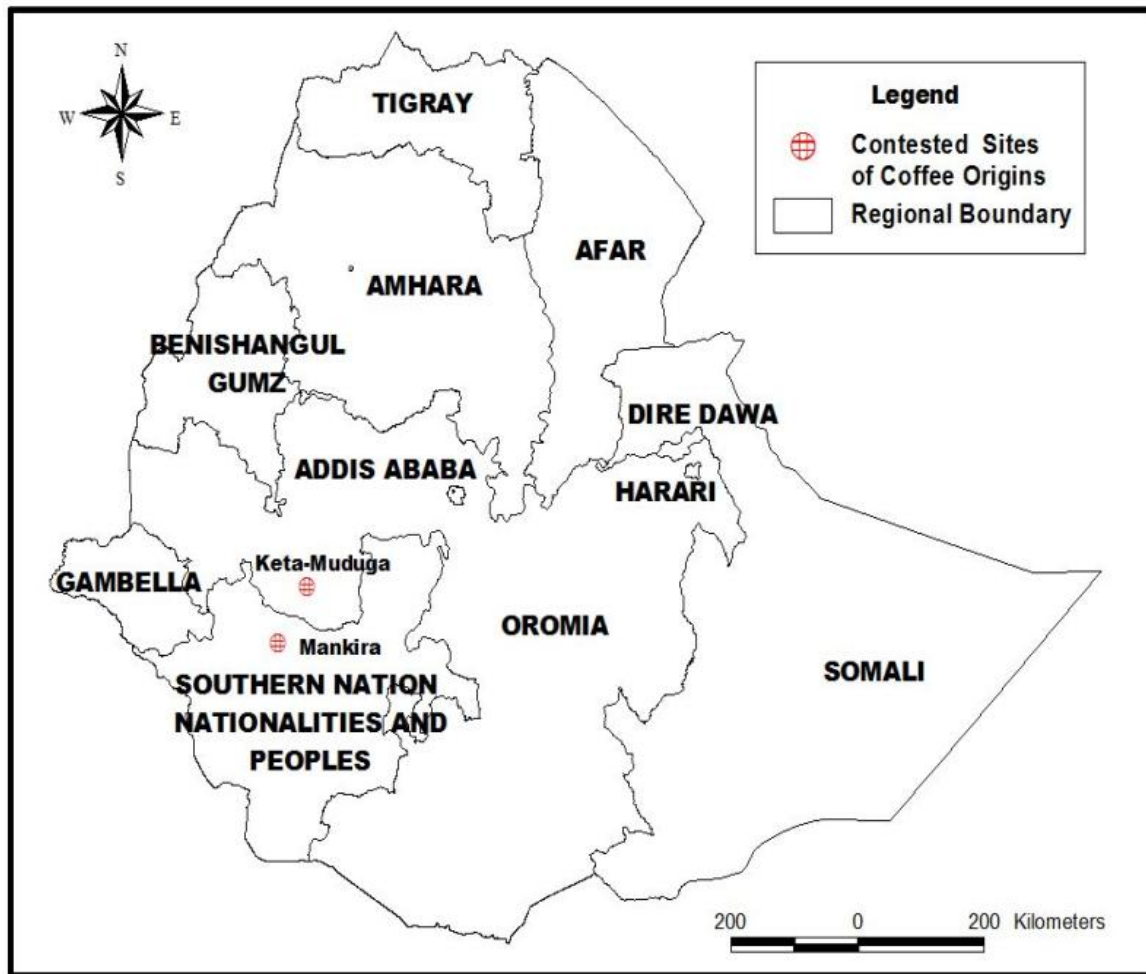 N
W E
S
TIGRAY
Legend
Contested Sites
of Coffee Origins
Regional Boundary
AFAR
AMHARA
BENISHANGUL
GUMZ
DIRE DAWA
ADDIS ABABA
HARARI
Keta-Muduga
GAMBELLA
OROMIA
Mankira
SOMALI
SOUTHERN NATION
NATIONALITIES AND
PEOPLES
200 0 200 Kilometers